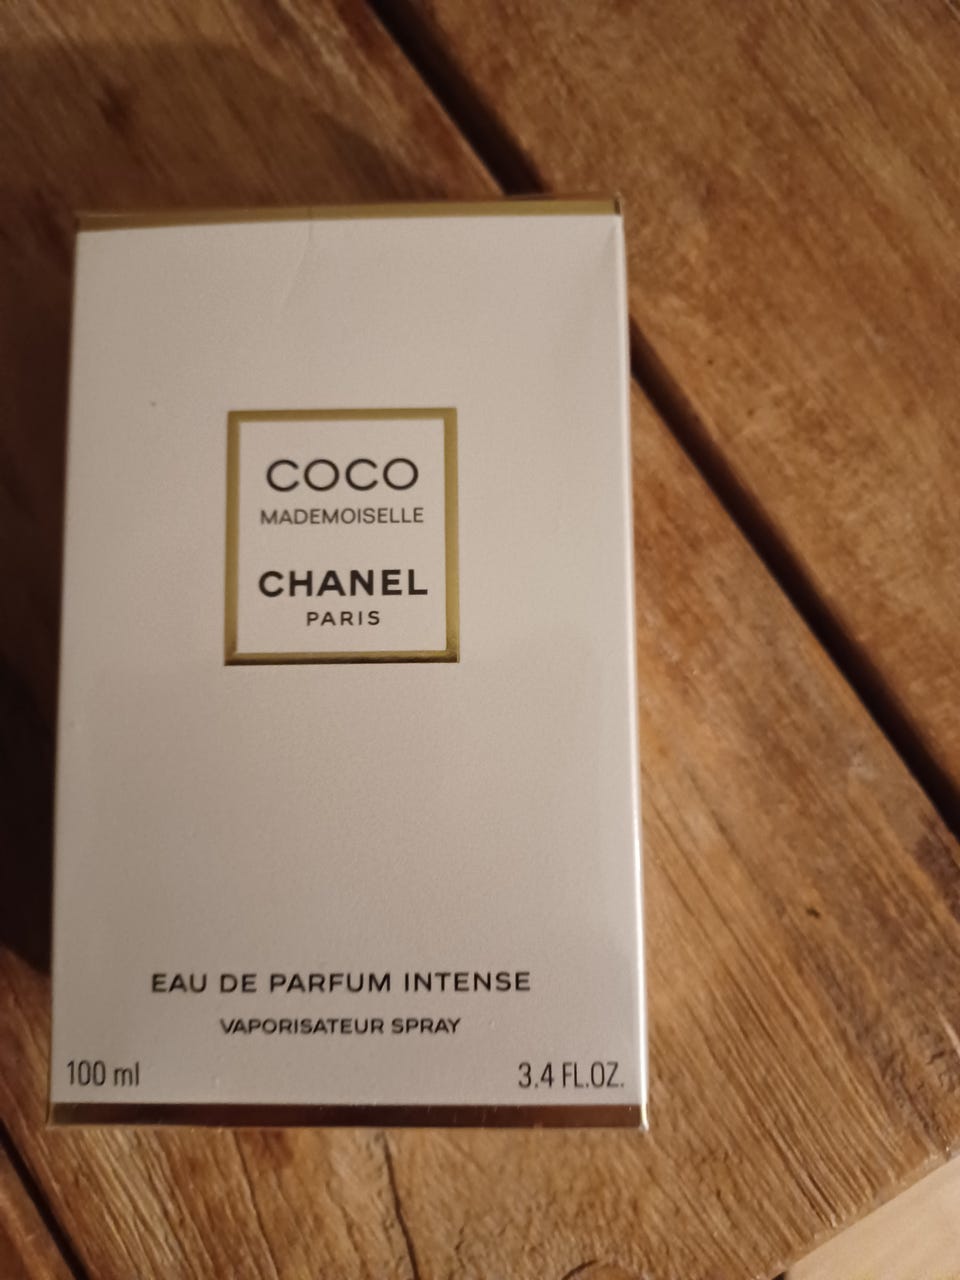 COCO
MADEMOISELLE
CHANEL
PARIS
EAU DE PARFUM INTENSE
VAPORISATEUR SPRAY
100 ml 3.4 FL.OZ.